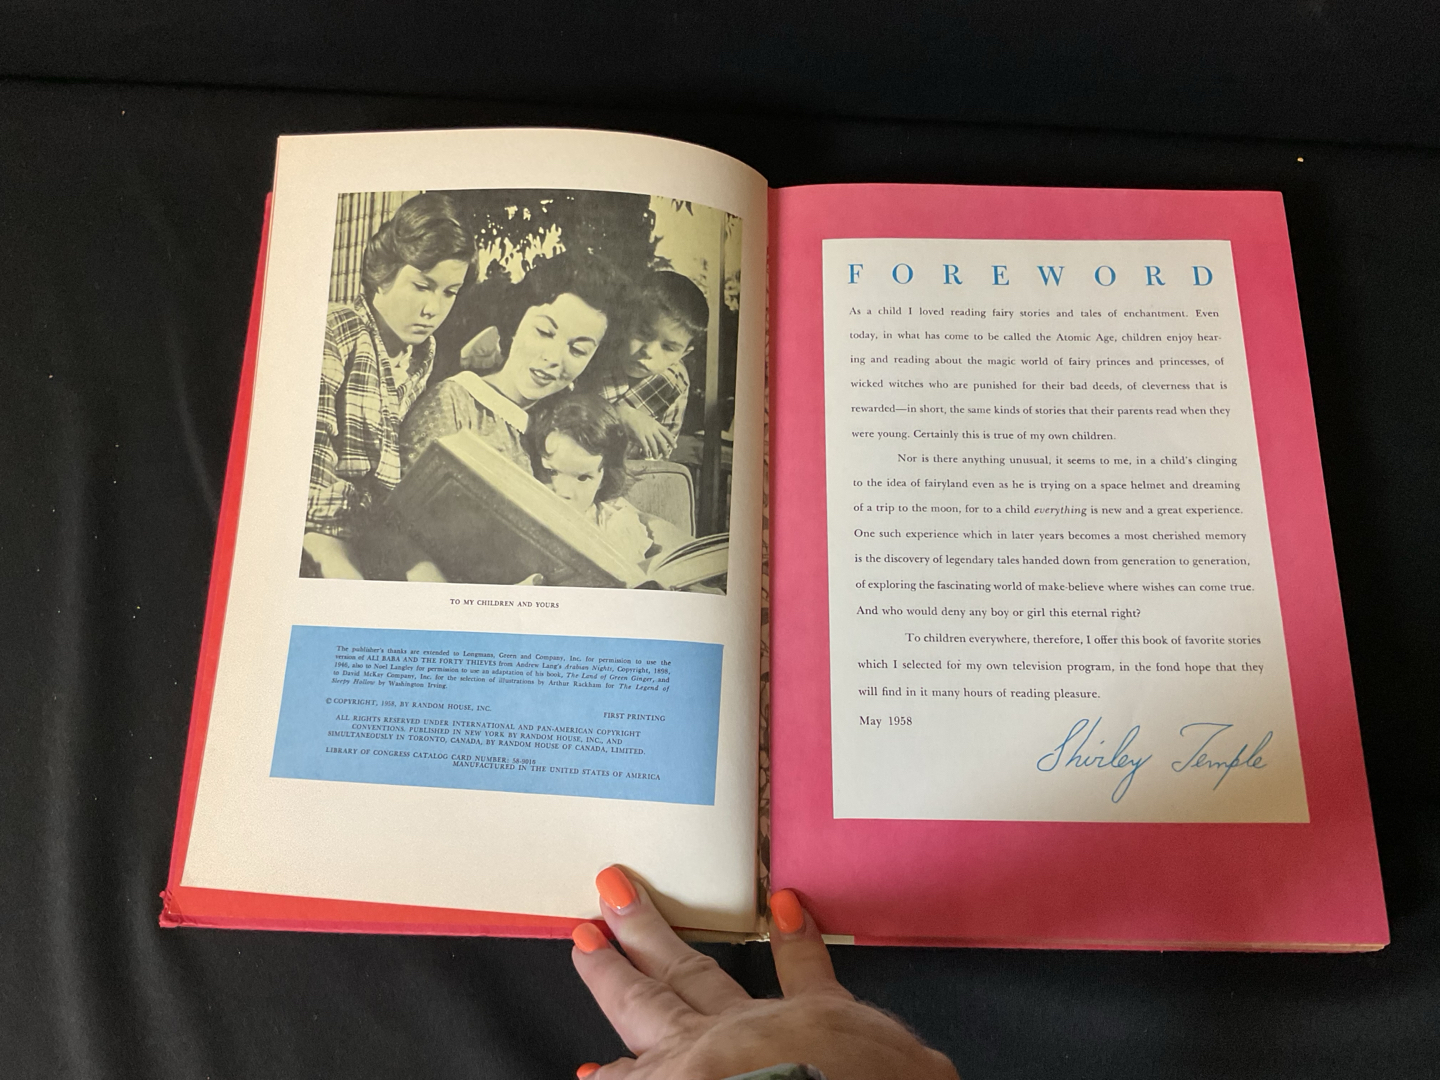 TO MY CHILDREN AND YOURS
The publisher's thanks are extended to Longmans, Green and Company, Inc. for permission to use the
version of ALI BABA AND THE FORTY THIEVES from Andrew Lang's Arabian Nights, Copyright, 1898,
1946, also to Noel Langley for permission to use an adaptation of his book, The Land of Green Ginger, and
to David McKay Company, Inc. for the selection of illustrations by Arthur Rackham for The Legend of
Sleepy Hollow by Washington Irving.
© COPYRIGHT, 1958, BY RANDOM HOUSE, INC.
FIRST PRINTING
ALL RIGHTS RESERVED UNDER INTERNATIONAL AND PAN-AMERICAN COPYRIGHT
CONVENTIONS. PUBLISHED IN NEW YORK BY RANDOM HOUSE, INC., AND
SIMULTANEOUSLY IN TORONTO, CANADA, BY RANDOM HOUSE OF CANADA, LIMITED.
LIBRARY OF CONGRESS CATALOG CARD NUMBER: 58-9010
MANUFACTURED IN THE UNITED STATES OF AMERICA
FOREWORD
As a child I loved reading fairy stories and tales of enchantment. Even
today, in what has come to be called the Atomic Age, children enjoy hear-
ing and reading about the magic world of fairy princes and princesses, of
wicked witches who are punished for their bad deeds, of cleverness that is
rewarded—in short, the same kinds of stories that their parents read when they
were young. Certainly this is true of my own children.
Nor is there anything unusual, it seems to me, in a child's clinging
to the idea of fairyland even as he is trying on a space helmet and dreaming
of a trip to the moon, for to a child everything is new and a great experience.
One such experience which in later years becomes a most cherished memory
is the discovery of legendary tales handed down from generation to generation,
of exploring the fascinating world of make-believe where wishes can come true.
And who would deny any boy or girl this eternal right?
To children everywhere, therefore, I offer this book of favorite stories
which I selected for my own television program, in the fond hope that they
will find in it many hours of reading pleasure.
May 1958
Shirley Temple